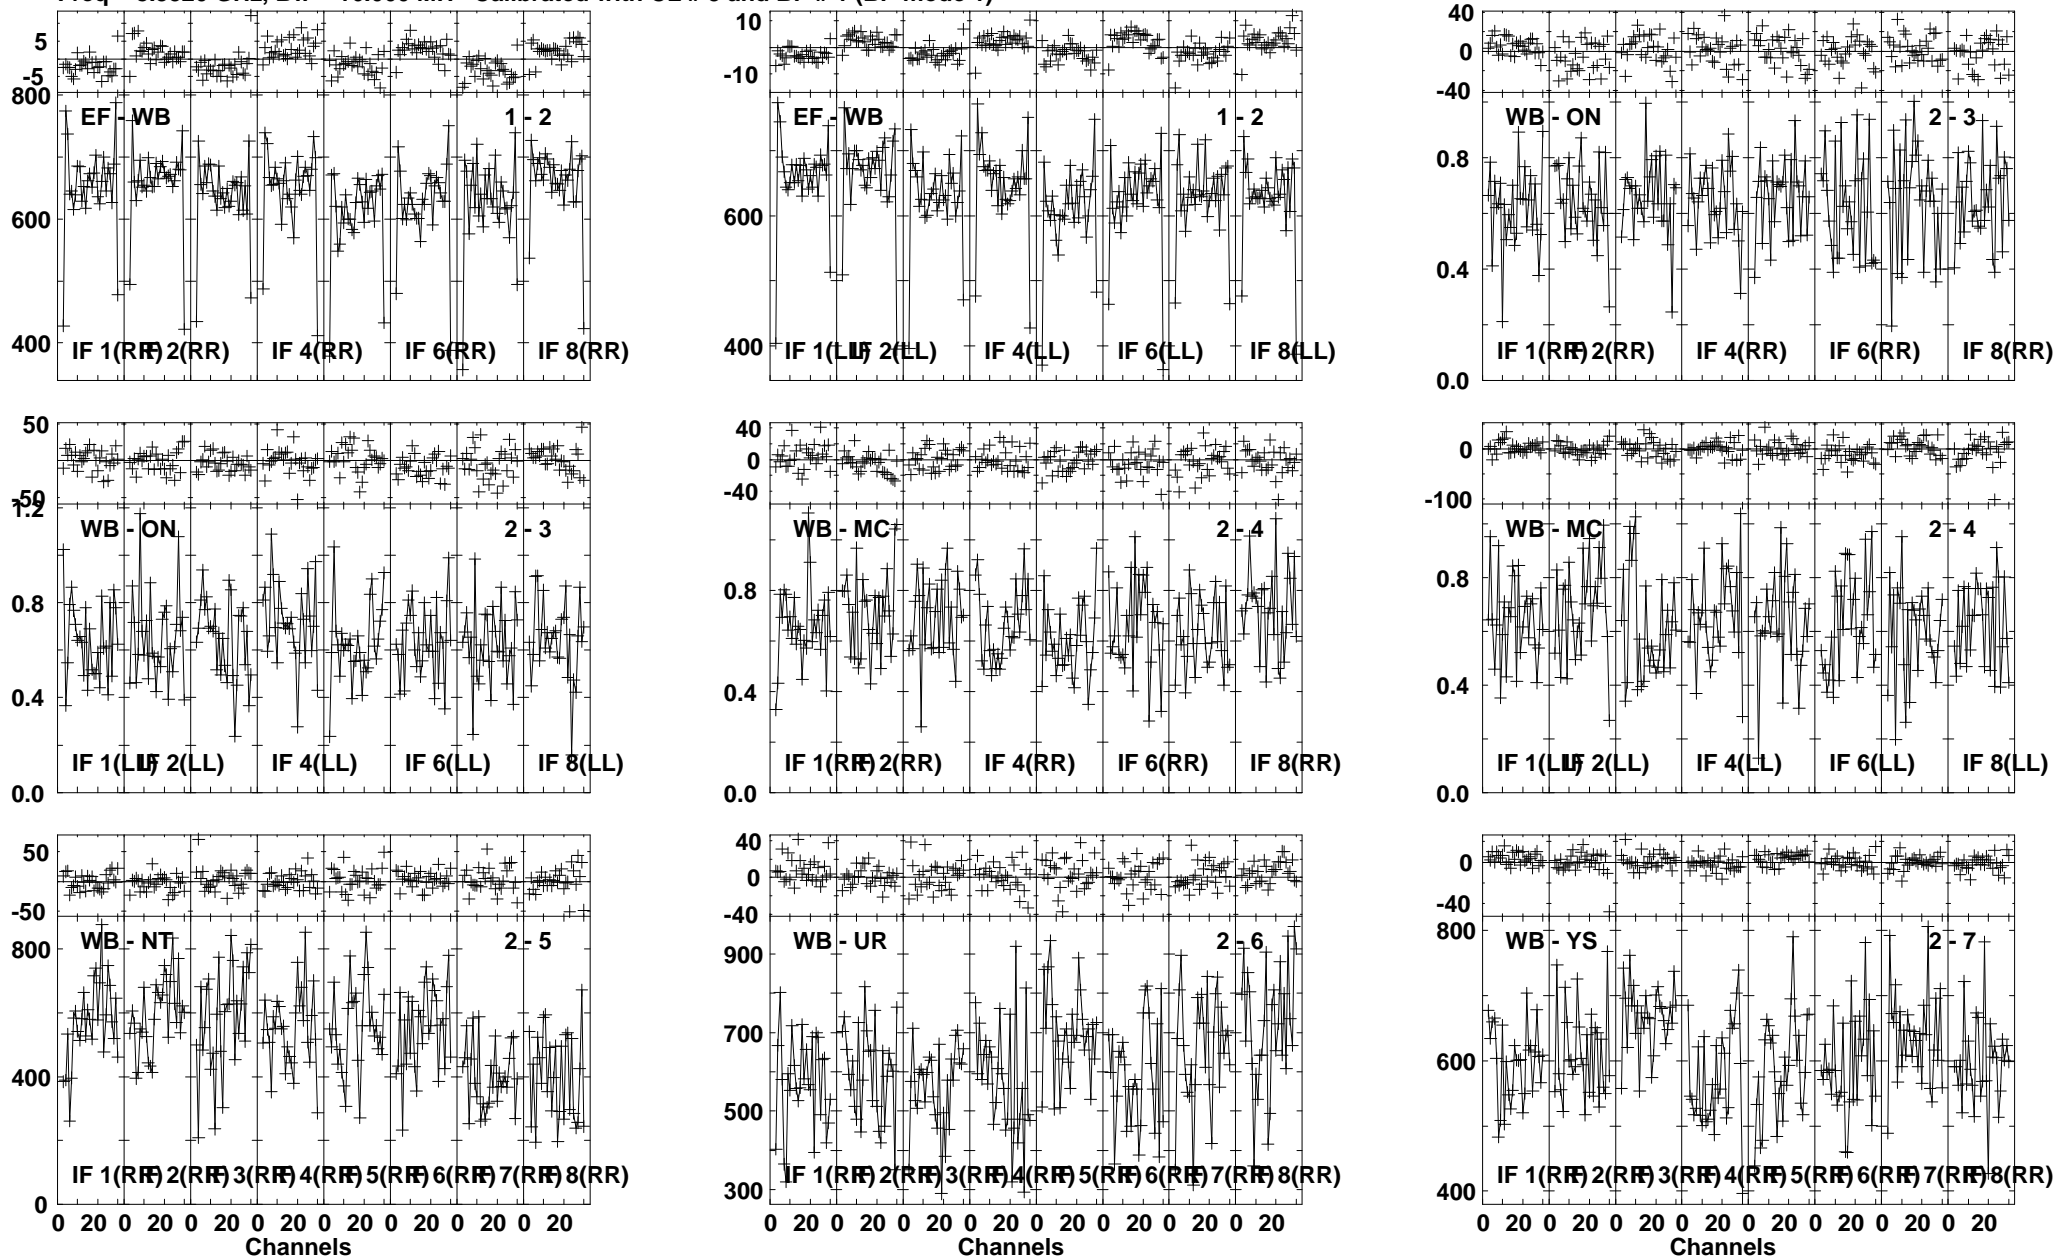 5
-5
800
600
400
EF - WB
1 - 2
IF 1(RR)
IF 2(RR)
IF 4(RR)
IF 6(RR)
IF 8(RR)
10
-10
600
400
EF - WB
1 - 2
IF 1(LL)
IF 2(LL)
IF 4(LL)
IF 6(LL)
IF 8(LL)
40
0
-40
0.8
0.4
0.0
WB - ON
2 - 3
IF 1(RR)
IF 2(RR)
IF 4(RR)
IF 6(RR)
IF 8(RR)
50
-50
1.2
0.8
0.4
0.0
WB - ON
2 - 3
IF 1(LL)
IF 2(LL)
IF 4(LL)
IF 6(LL)
IF 8(LL)
40
0
-40
0.8
0.4
0.0
WB - MC
2 - 4
IF 1(RR)
IF 2(RR)
IF 4(RR)
IF 6(RR)
IF 8(RR)
0
-100
0.8
0.4
0.0
WB - MC
2 - 4
IF 1(LL)
IF 2(LL)
IF 4(LL)
IF 6(LL)
IF 8(LL)
50
0
-50
800
400
0
WB - NT
2 - 5
IF 1(RR)
IF 2(RR)
IF 3(RR)
IF 4(RR)
IF 5(RR)
IF 6(RR)
IF 7(RR)
IF 8(RR)
0 20 0 20 0 20 0 20 0 20 0 20 0 20 0 20
Channels
40
0
-40
900
700
500
300
WB - UR
2 - 6
IF 1(RR)
IF 2(RR)
IF 3(RR)
IF 4(RR)
IF 5(RR)
IF 6(RR)
IF 7(RR)
IF 8(RR)
0 20 0 20 0 20 0 20 0 20 0 20 0 20 0 20
Channels
0
-40
800
600
400
WB - YS
2 - 7
IF 1(RR)
IF 2(RR)
IF 3(RR)
IF 4(RR)
IF 5(RR)
IF 6(RR)
IF 7(RR)
IF 8(RR)
0 20 0 20 0 20 0 20 0 20 0 20 0 20 0 20
Channels